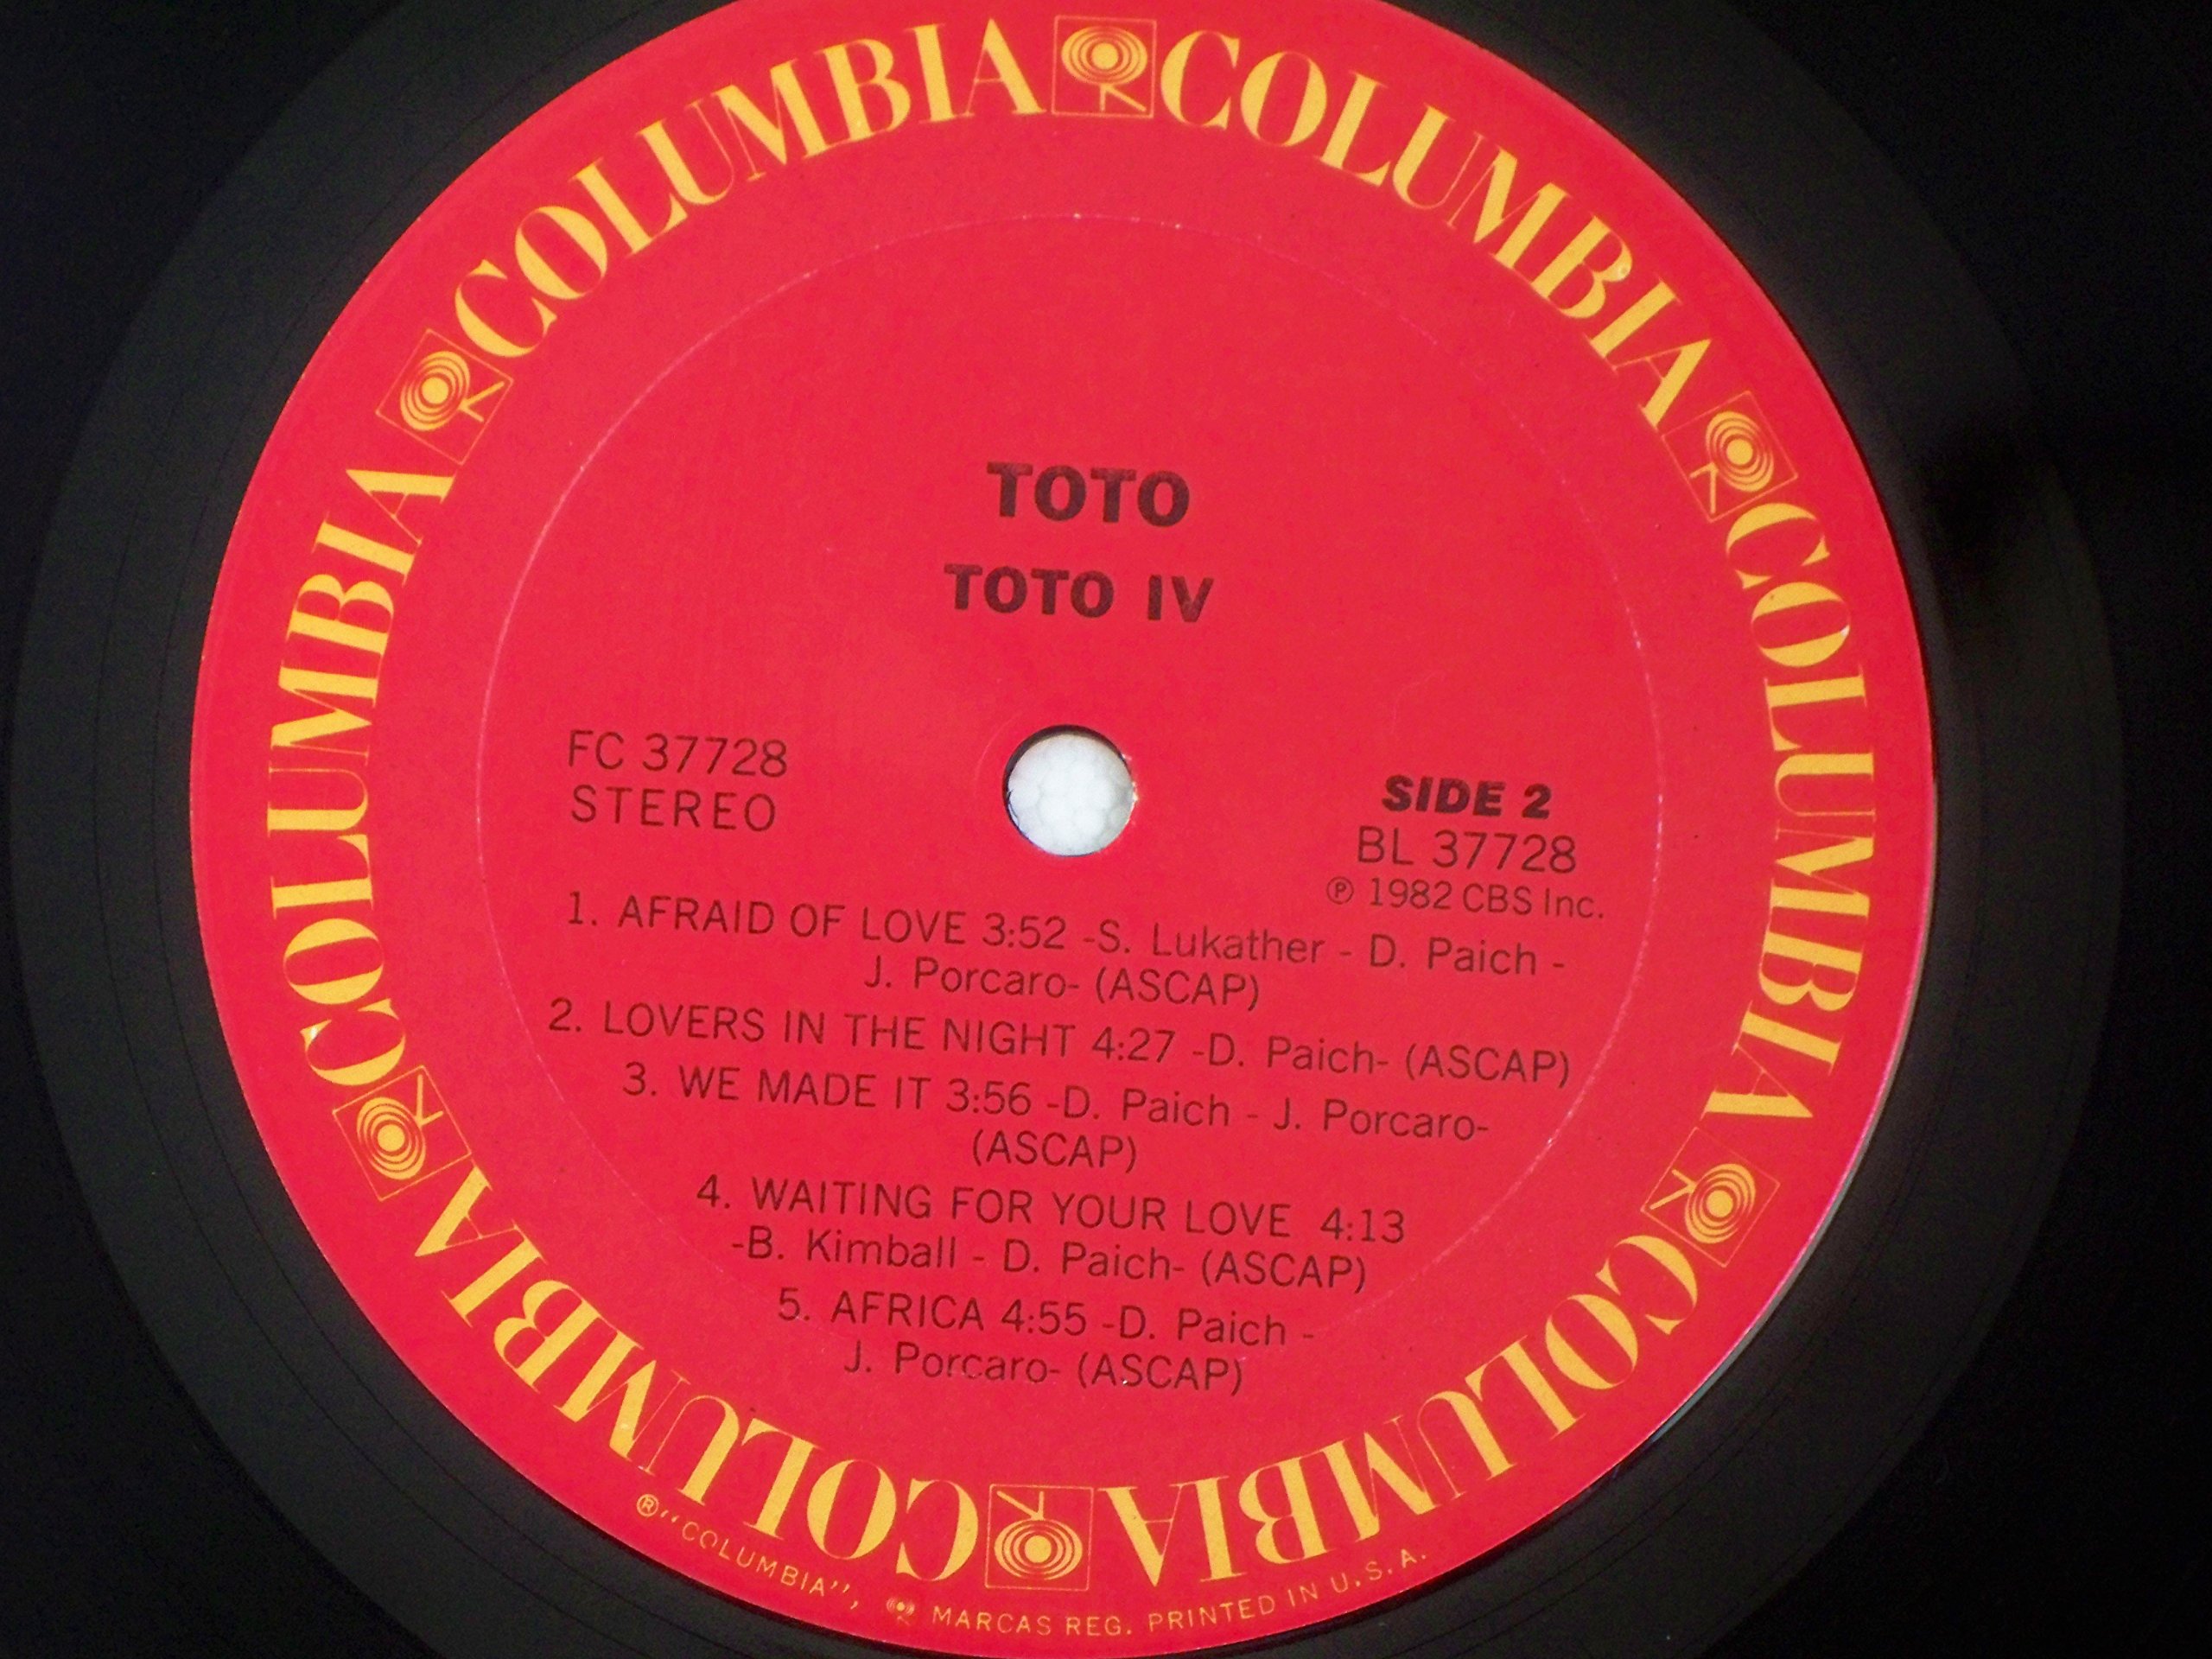 COLUMBIA COLUMBIA COLUMBIA COLUMBIA COLUMBIA COLUMBIA
TOTO
TOTO IV
FC 37728
STEREO
SIDE 2
BL 37728
℗ 1982 CBS Inc.
1. AFRAID OF LOVE 3:52 -S. Lukather - D. Paich -
J. Porcaro- (ASCAP)
2. LOVERS IN THE NIGHT 4:27 -D. Paich- (ASCAP)
3. WE MADE IT 3:56 -D. Paich - J. Porcaro-
(ASCAP)
4. WAITING FOR YOUR LOVE 4:13
-B. Kimball - D. Paich- (ASCAP)
5. AFRICA 4:55 -D. Paich -
J. Porcaro- (ASCAP)
® "COLUMBIA", MARCAS REG. PRINTED IN U.S.A.